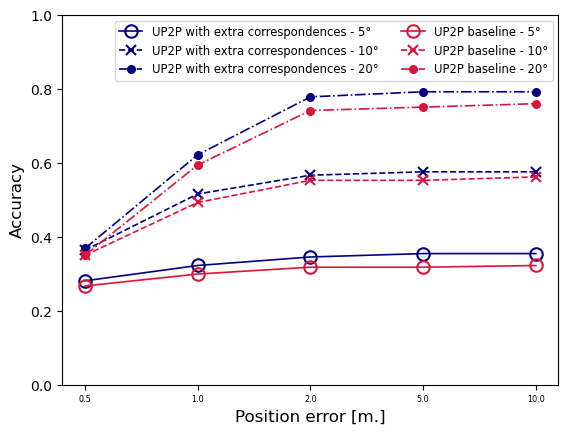 UP2P with extra correspondences - 5°
UP2P with extra correspondences - 10°
UP2P with extra correspondences - 20°
UP2P baseline - 5°
UP2P baseline - 10°
UP2P baseline - 20°
1.0
0.8
0.6
0.4
0.2
0.0
Accuracy
0.5 1.0 2.0 5.0 10.0
Position error [m.]